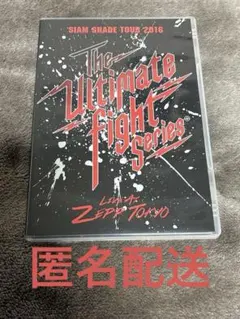 SIAM SHADE TOUR 2016
The
Ultimate
Fight
Series
Live at
ZEPP TOKYO
匿名配送